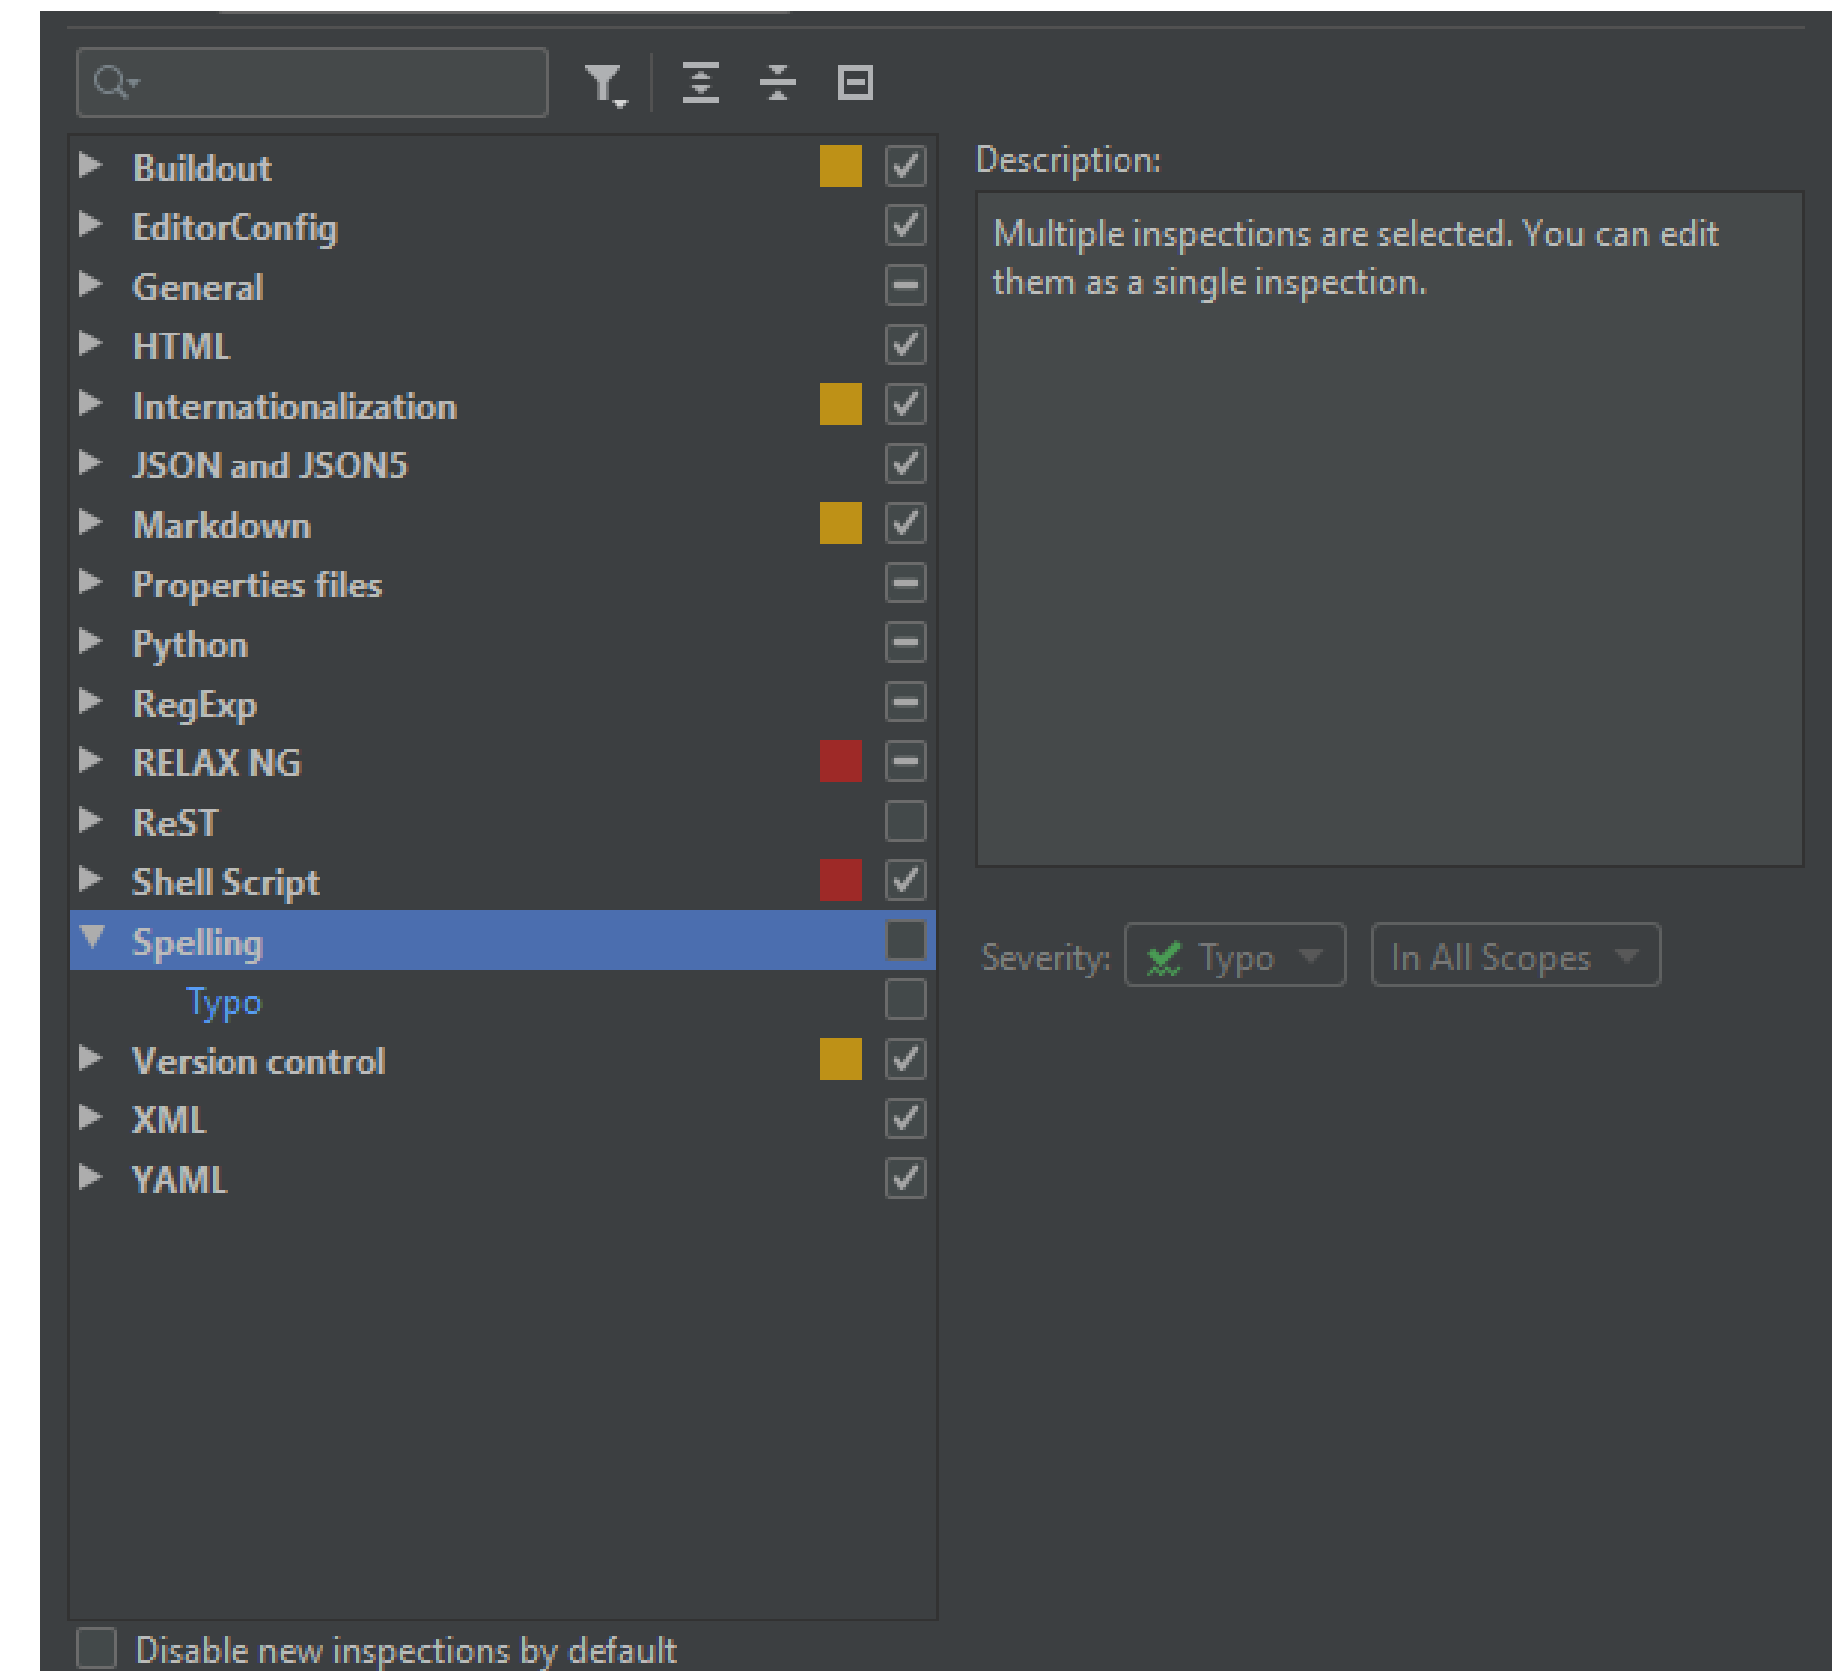 Buildout
EditorConfig
General
HTML
Internationalization
JSON and JSON5
Markdown
Properties files
Python
RegExp
RELAX NG
ReST
Shell Script
Spelling
Typo
Version control
XML
YAML
Disable new inspections by default
Description:
Multiple inspections are selected. You can edit
them as a single inspection.
Severity: Typo In All Scopes